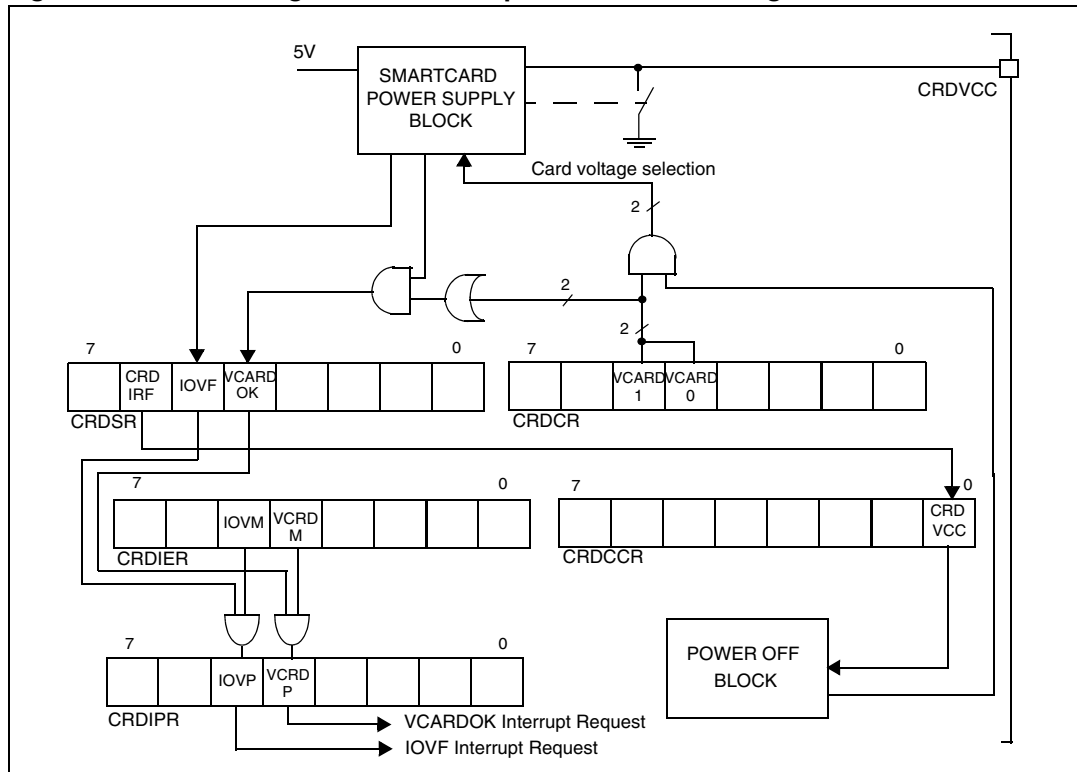 5V
SMARTCARD
POWER SUPPLY
BLOCK
CRDVCC
Card voltage selection
2
2
2
7
0
CRD
IRF
IOVF
VCARD
OK
CRDSR
7
0
VCARD
1
VCARD
0
CRDCR
7
0
IOVM
VCRD
M
CRDIER
7
0
CRD
VCC
CRDCCR
7
0
IOVP
VCRD
P
CRDIPR
POWER OFF
BLOCK
VCARDOK Interrupt Request
IOVF Interrupt Request